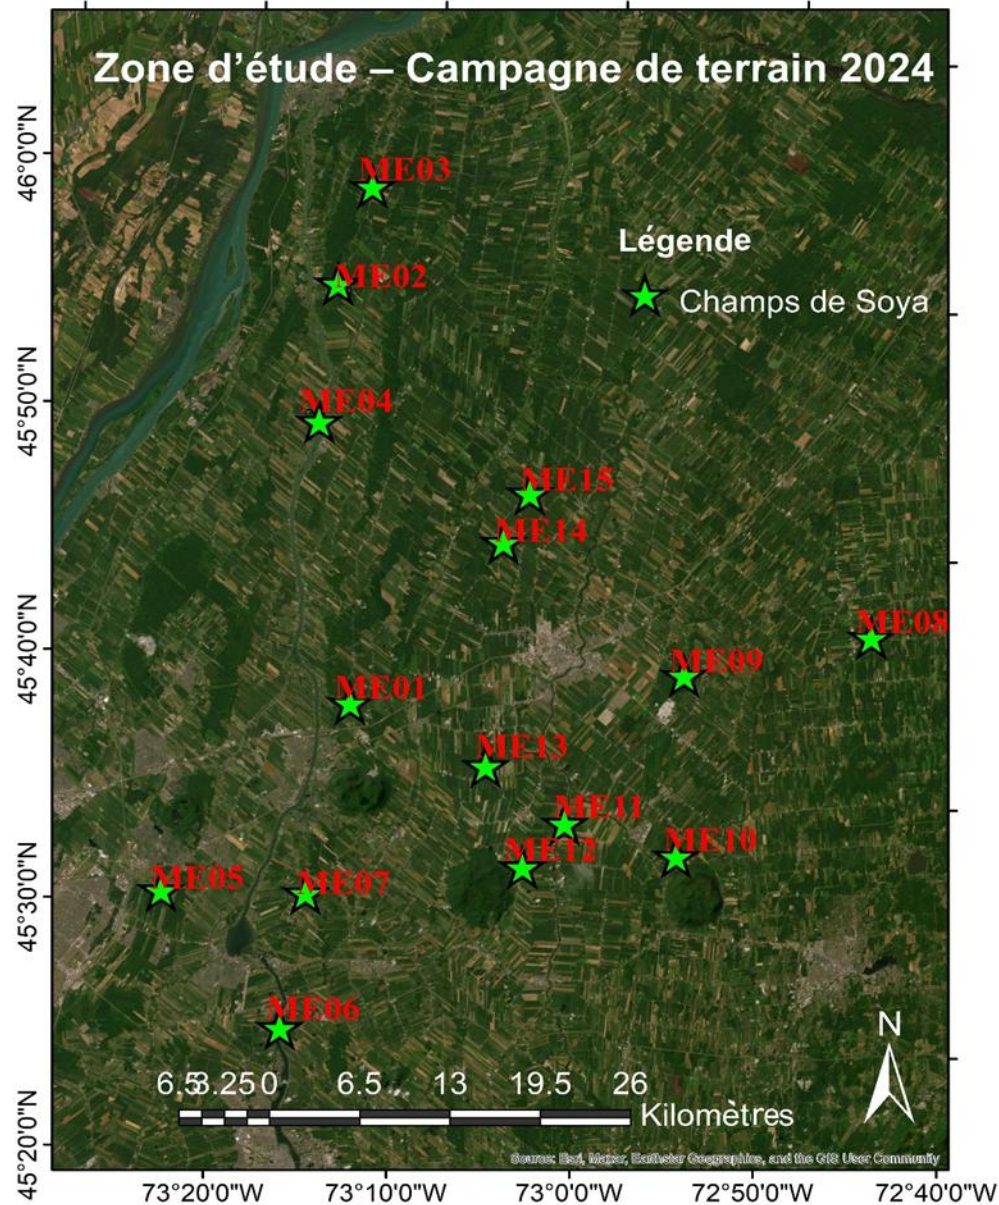 Zone d’étude – Campagne de terrain 2024
46°0'0"N
ME03
Légende
ME02
Champs de Soya
45°50'0"N
ME04
ME15
ME14
45°40'0"N
ME08
ME09
ME01
ME13
ME11
ME10
ME12
45°30'0"N
ME05
ME07
ME06
N
6.5 3.25 0 6.5 13 19.5 26
Kilomètres
45°20'0"N
Source: Esri, Maxar, Earthstar Geographics, and the GIS User Community
73°20'0"W 73°10'0"W 73°0'0"W 72°50'0"W 72°40'0"W